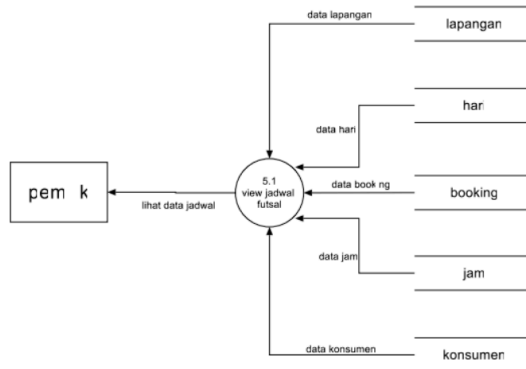 data lapangan
lapangan
hari
data hari
5.1
view jadwal
futsal
data book ng
booking
pem k
lihat data jadwal
data jam
jam
data konsumen
konsumen